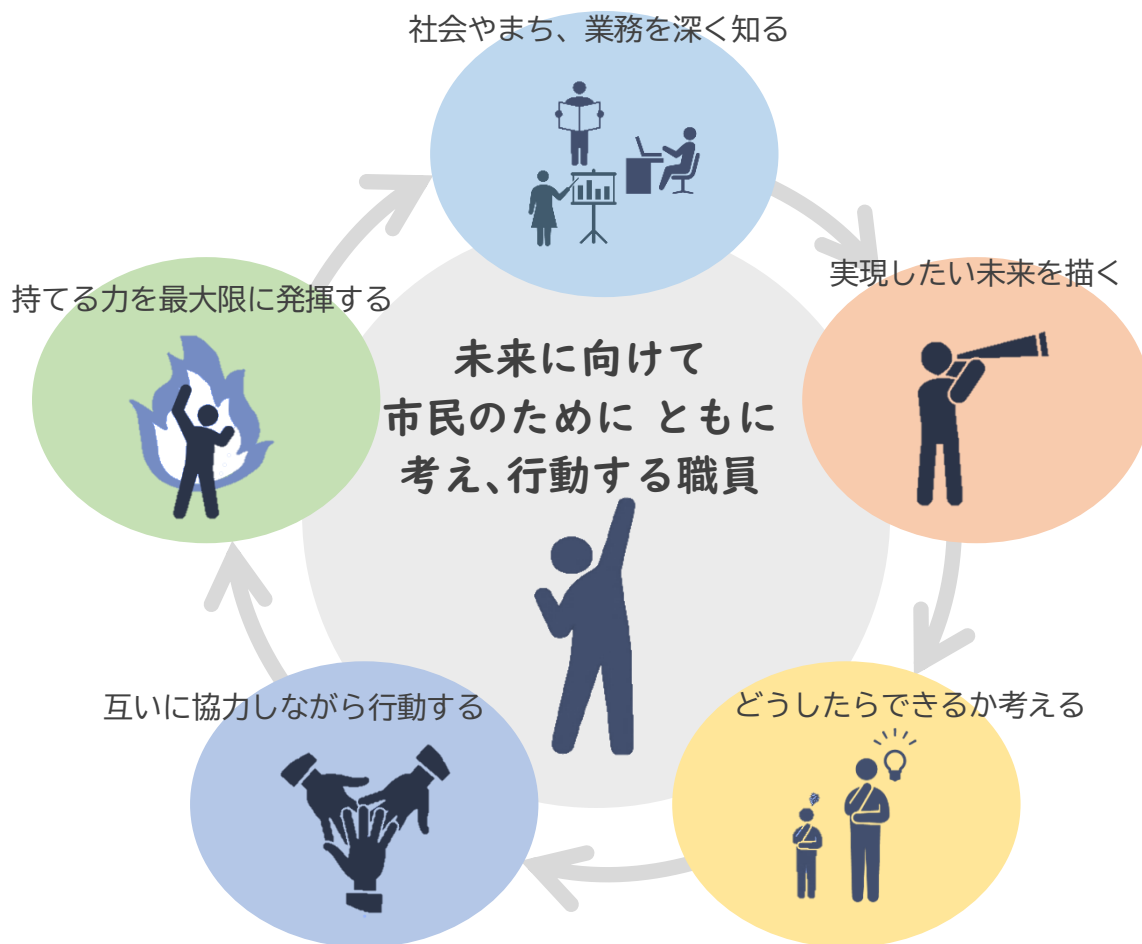 社会やまち、業務を深く知る
実現したい未来を描く
持てる力を最大限に発揮する
未来に向けて
市民のために ともに
考え、行動する職員
互いに協力しながら行動する
どうしたらできるか考える